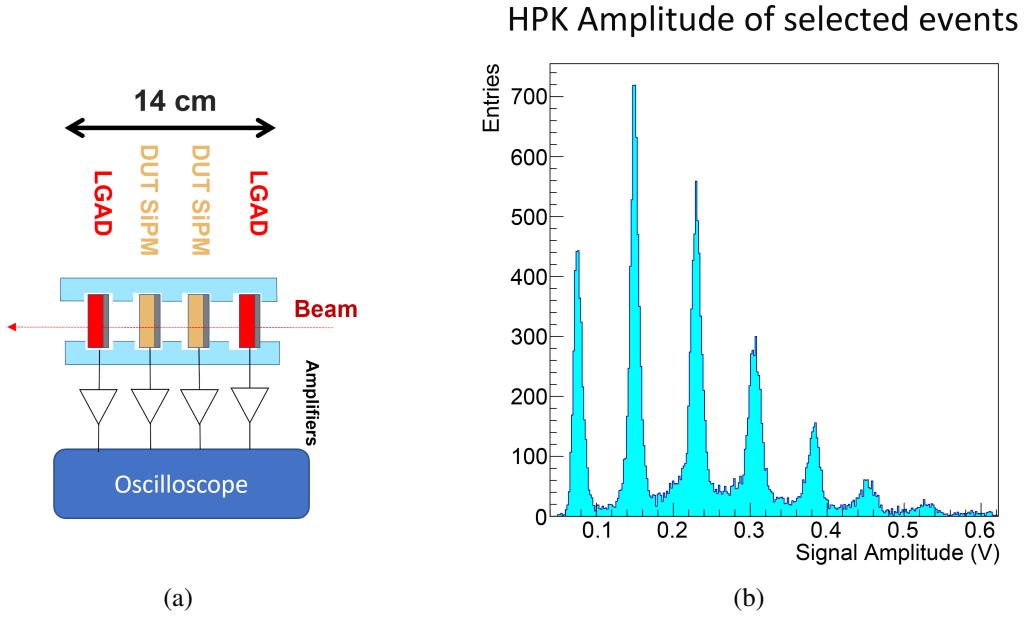 HPK Amplitude of selected events
14 cm
LGAD
DUT SiPM
DUT SiPM
LGAD
Beam
Amplifiers
Oscilloscope
(a)
Entries
700
600
500
400
300
200
100
0
0.1 0.2 0.3 0.4 0.5 0.6
Signal Amplitude (V)
(b)